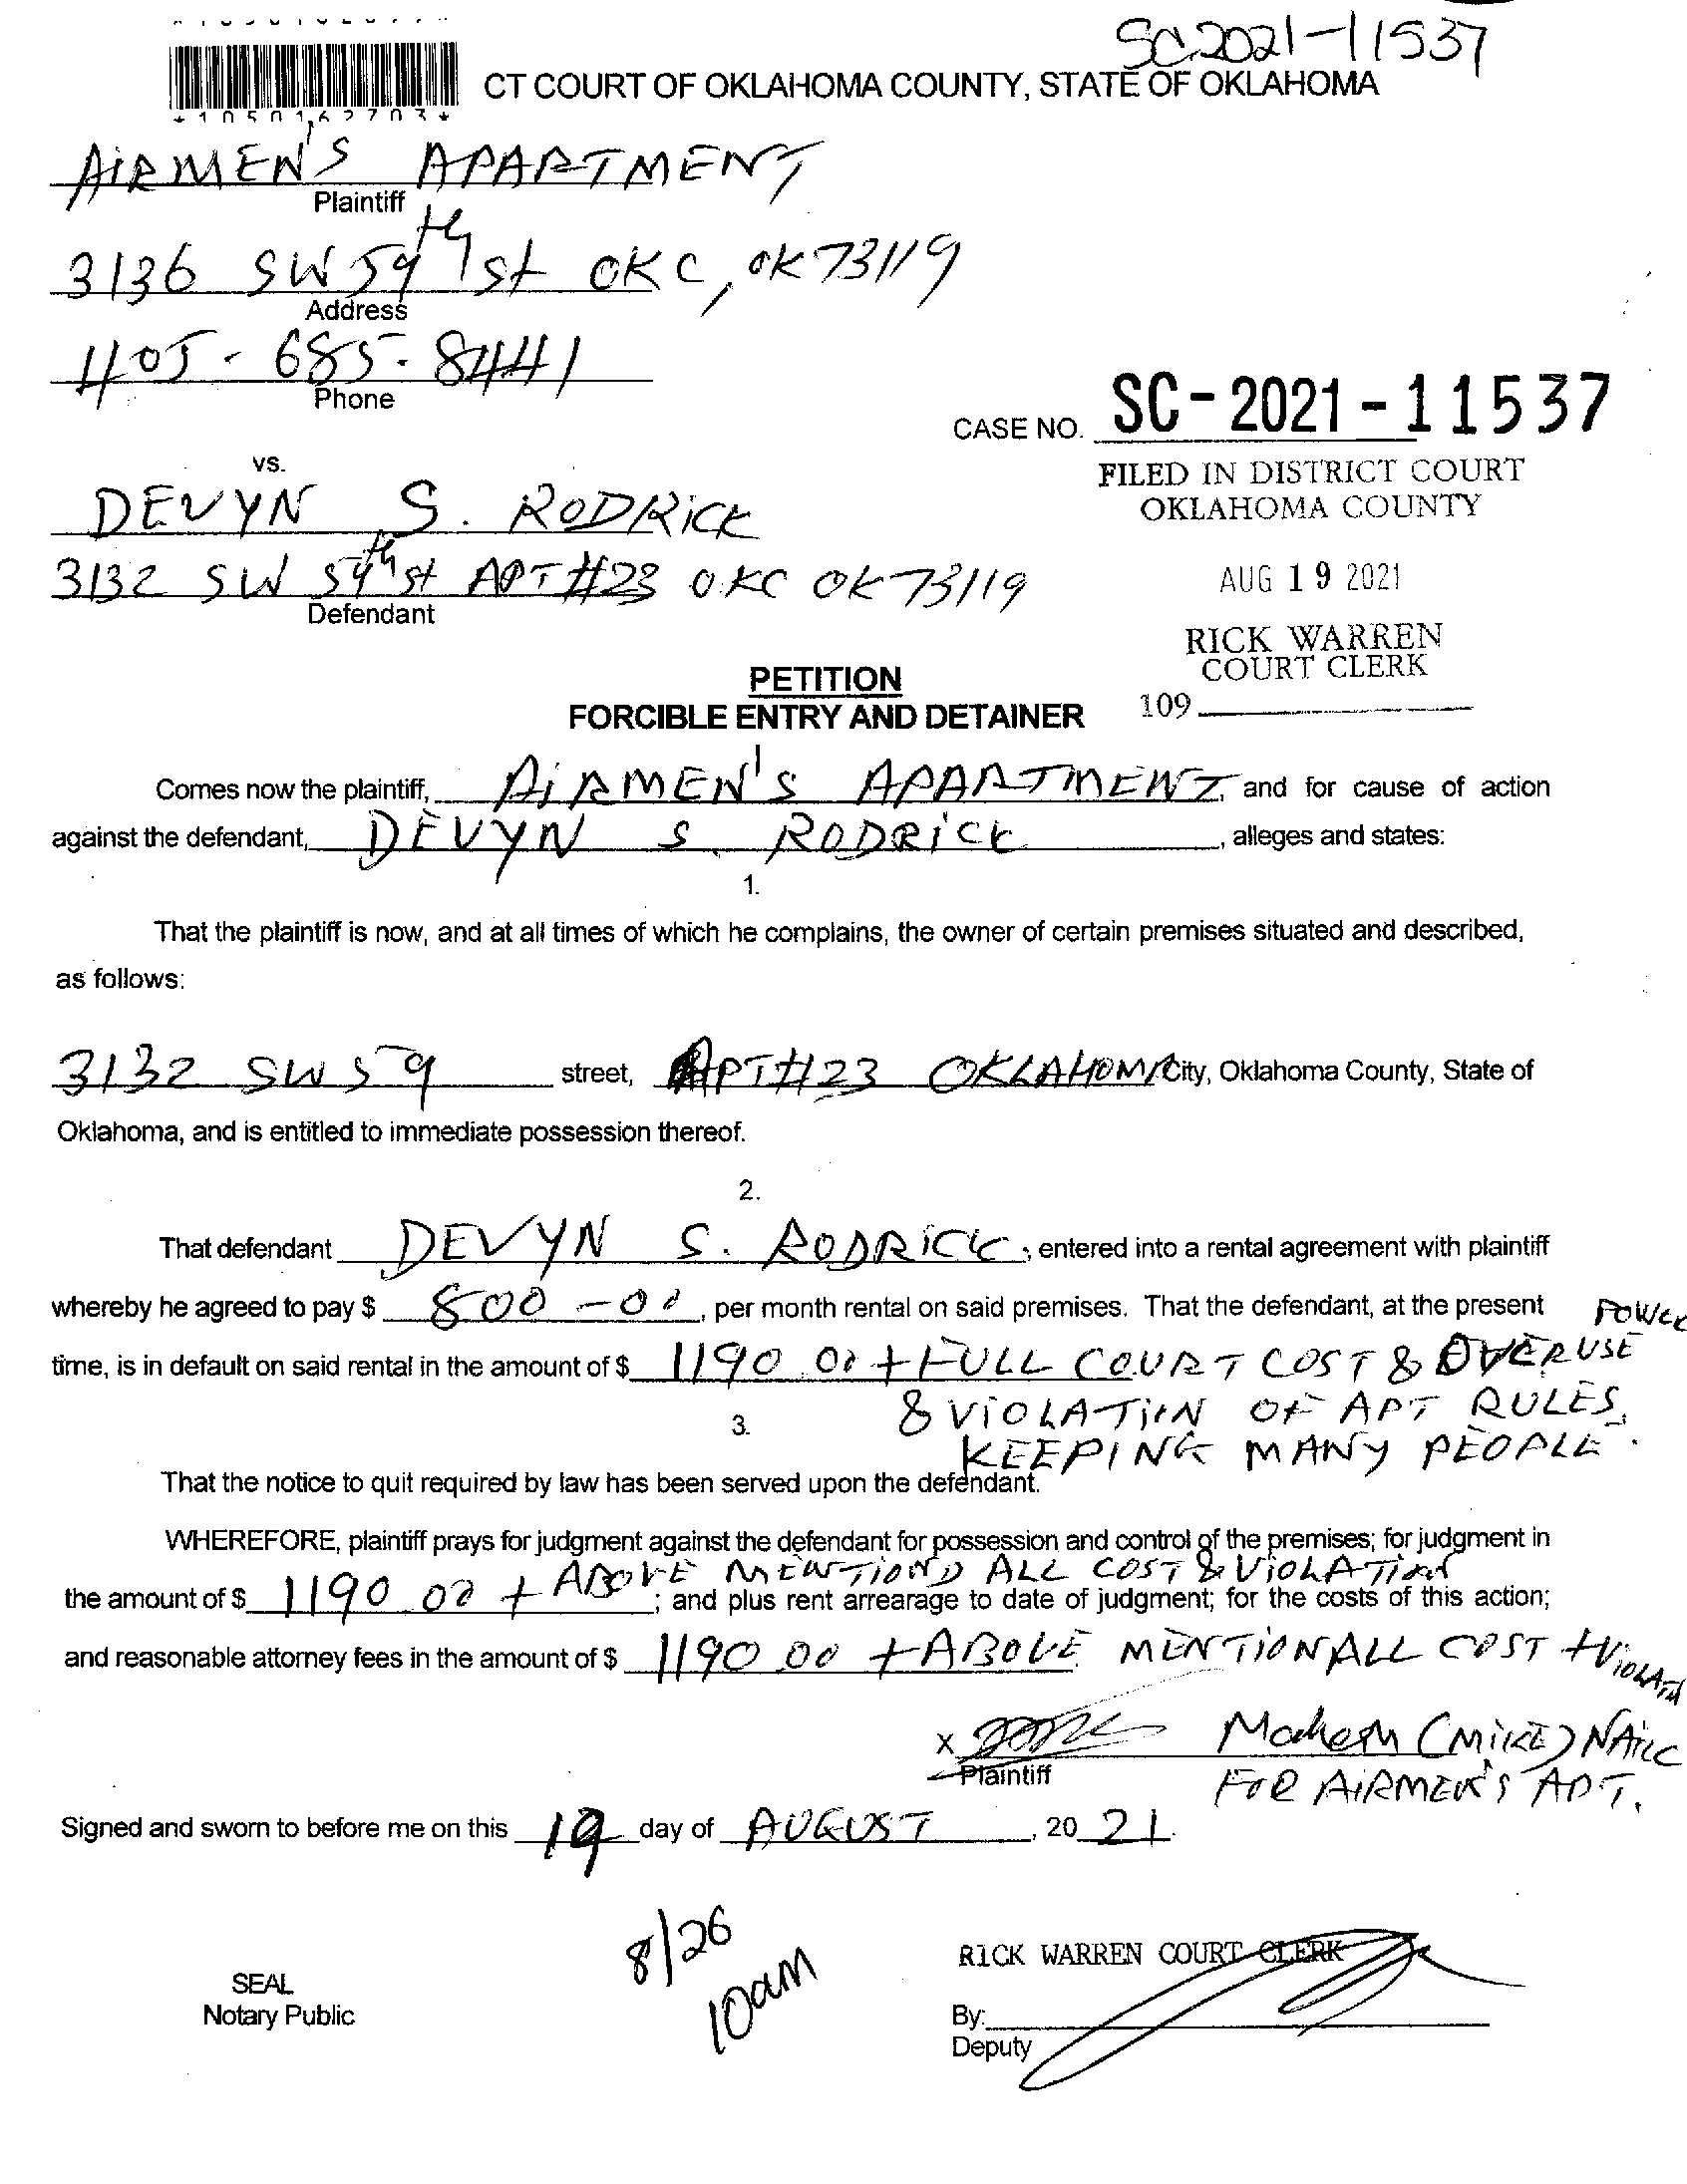 SC-2021-11537
CT COURT OF OKLAHOMA COUNTY, STATE OF OKLAHOMA
AiRMEN'S APARTMENT
Plaintiff
3136 SW 59th St OKC, OK 73119
Address
405-685-8441
Phone
CASE NO. SC-2021-11537
vs.
FILED IN DISTRICT COURT
OKLAHOMA COUNTY
DEVYN S. RODRiCK
3132 SW 59th st APT #23 OKC OK 73119
Defendant
AUG 19 2021
RICK WARREN
COURT CLERK
109
PETITION
FORCIBLE ENTRY AND DETAINER
Comes now the plaintiff, AiRMEN'S APARTMENT, and for cause of action
against the defendant, DEVYN S. RODRiCK, alleges and states:
1.
That the plaintiff is now, and at all times of which he complains, the owner of certain premises situated and described,
as follows:
3132 SW 59 street, APT #23 OKLAHOMA City, Oklahoma County, State of
Oklahoma, and is entitled to immediate possession thereof.
2.
That defendant DEVYN S. RODRiCK, entered into a rental agreement with plaintiff
whereby he agreed to pay $ 800-00, per month rental on said premises. That the defendant, at the present POWER
time, is in default on said rental in the amount of $ 1190.00 + FULL COURT COST & OVERUSE
& ViOLATiON OF APT RULES,
3.
KEEPING MANY PEOPLE.
That the notice to quit required by law has been served upon the defendant.
WHEREFORE, plaintiff prays for judgment against the defendant for possession and control of the premises; for judgment in
the amount of $ 1190.00 + ABOVE MENTiOND ALL COST & ViOLATiON; and plus rent arrearage to date of judgment; for the costs of this action;
and reasonable attorney fees in the amount of $ 1190.00 + ABOVE MENTiON ALL COST + ViOLATN
x Mahesh (MiKE) NAiK
Plaintiff
FOR AiRMEN'S APT.
Signed and sworn to before me on this 19 day of AUGUST, 20 21.
8/26
10am
RICK WARREN COURT CLERK
SEAL
Notary Public
By:
Deputy